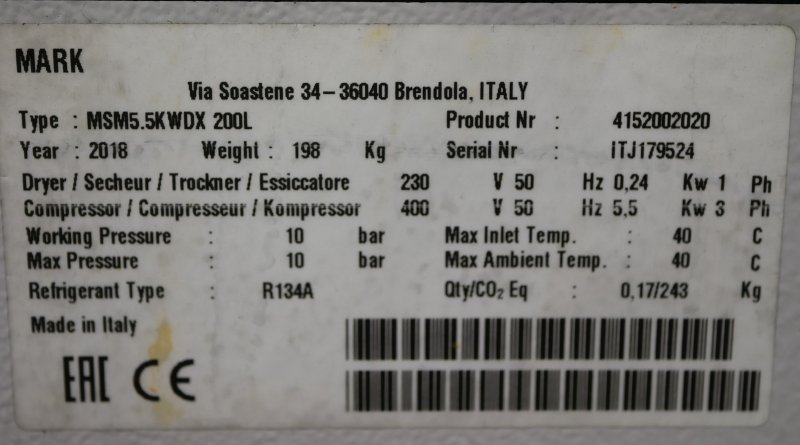 MARK
Via Soastene 34-36040 Brendola, ITALY
Type : MSM5.5KWDX 200L Product Nr : 4152002020
Year : 2018 Weight : 198 Kg Serial Nr : iTJ179524
Dryer / Secheur / Trockner / Essiccatore 230 V 50 Hz 0,24 Kw 1 Ph
Compressor / Compresseur / Kompressor 400 V 50 Hz 5,5 Kw 3 Ph
Working Pressure : 10 bar Max Inlet Temp. : 40 C
Max Pressure : 10 bar Max Ambient Temp. : 40 C
Refrigerant Type : R134A Qty/CO₂ Eq : 0,17/243 Kg
Made in Italy
EAC CE